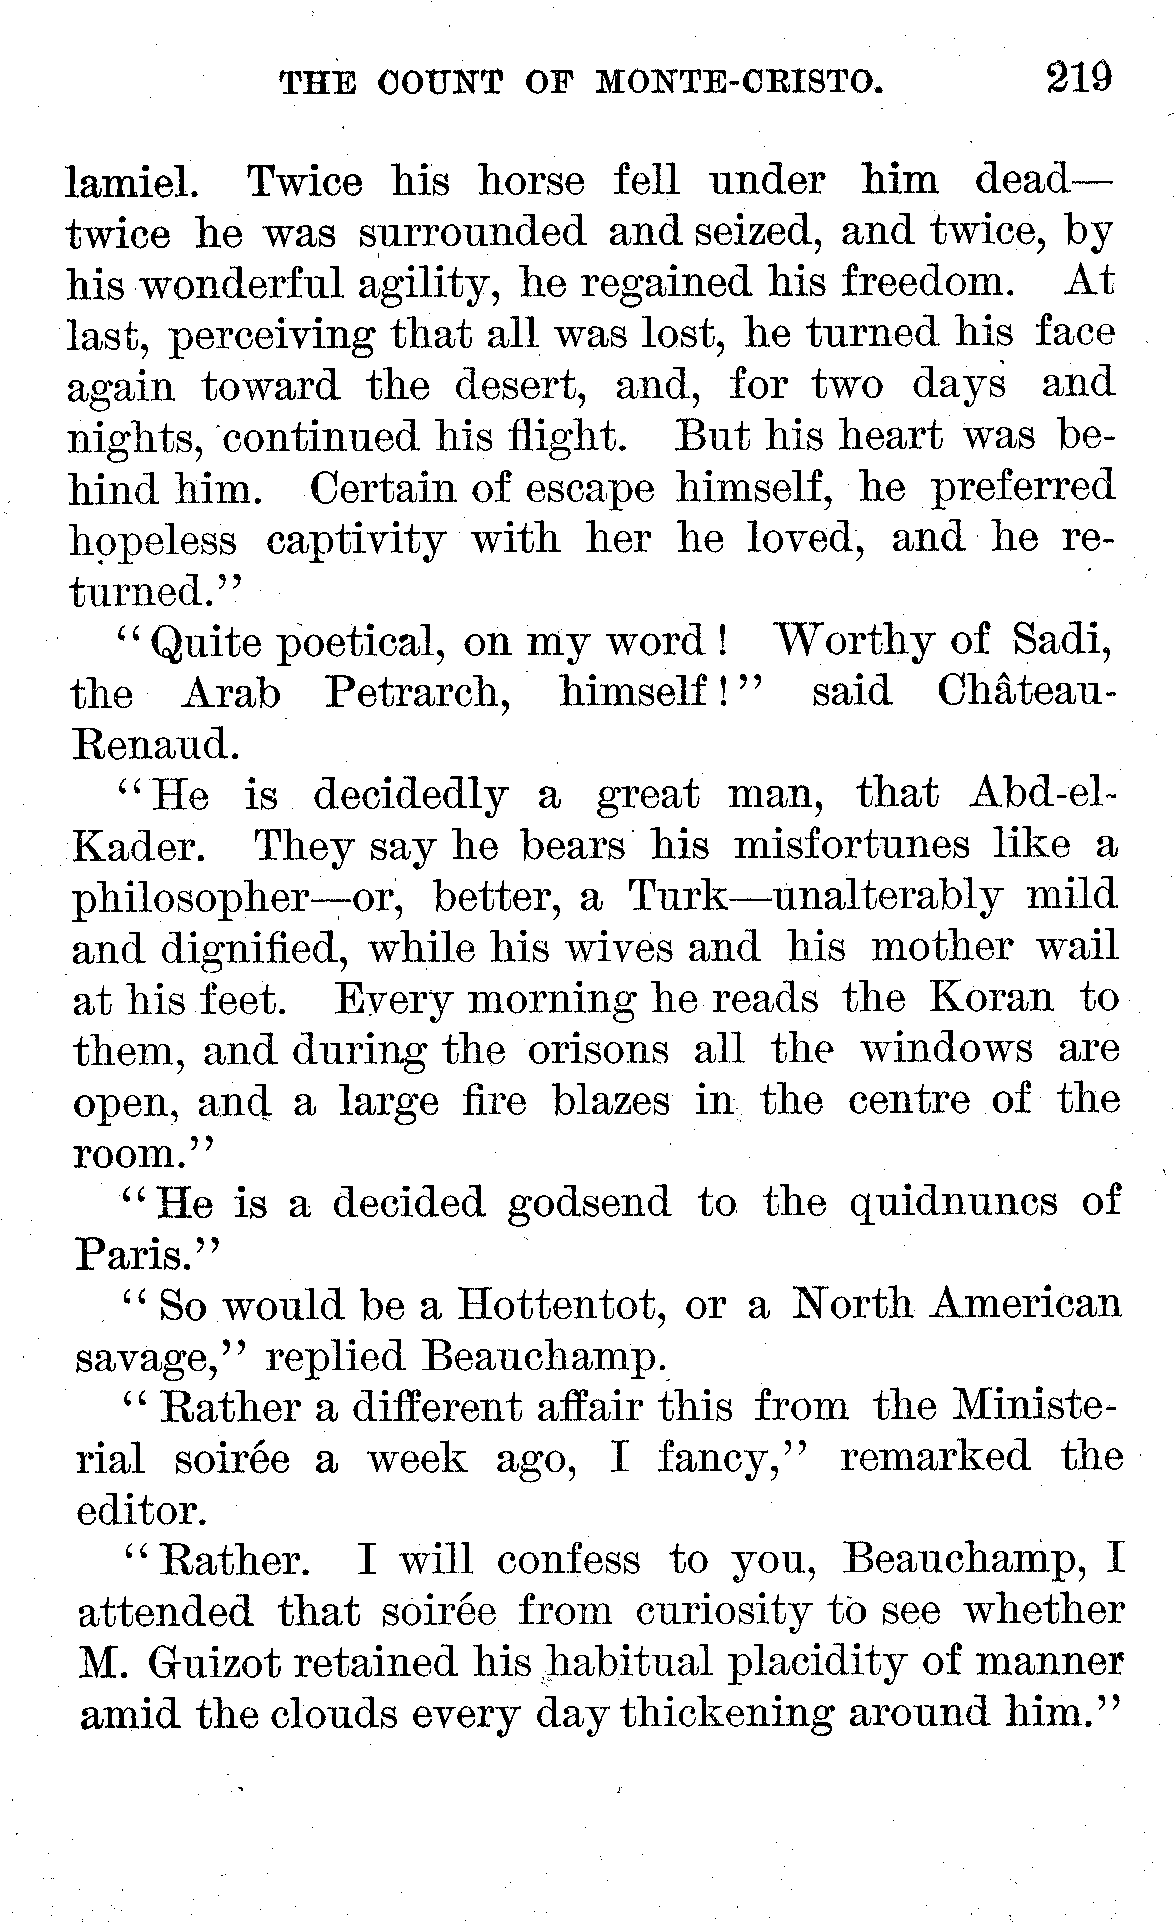 THE COUNT OF MONTE-CRISTO. 219
lamiel. Twice his horse fell under him dead—
twice he was surrounded and seized, and twice, by
his wonderful agility, he regained his freedom. At
last, perceiving that all was lost, he turned his face
again toward the desert, and, for two days and
nights, continued his flight. But his heart was be-
hind him. Certain of escape himself, he preferred
hopeless captivity with her he loved, and he re-
turned."
"Quite poetical, on my word! Worthy of Sadi,
the Arab Petrarch, himself!" said Château-
Renaud.
"He is decidedly a great man, that Abd-el-
Kader. They say he bears his misfortunes like a
philosopher—or, better, a Turk—unalterably mild
and dignified, while his wives and his mother wail
at his feet. Every morning he reads the Koran to
them, and during the orisons all the windows are
open, and a large fire blazes in the centre of the
room."
"He is a decided godsend to the quidnuncs of
Paris."
"So would be a Hottentot, or a North American
savage," replied Beauchamp.
"Rather a different affair this from the Ministe-
rial soirée a week ago, I fancy," remarked the
editor.
"Rather. I will confess to you, Beauchamp, I
attended that soirée from curiosity to see whether
M. Guizot retained his habitual placidity of manner
amid the clouds every day thickening around him."